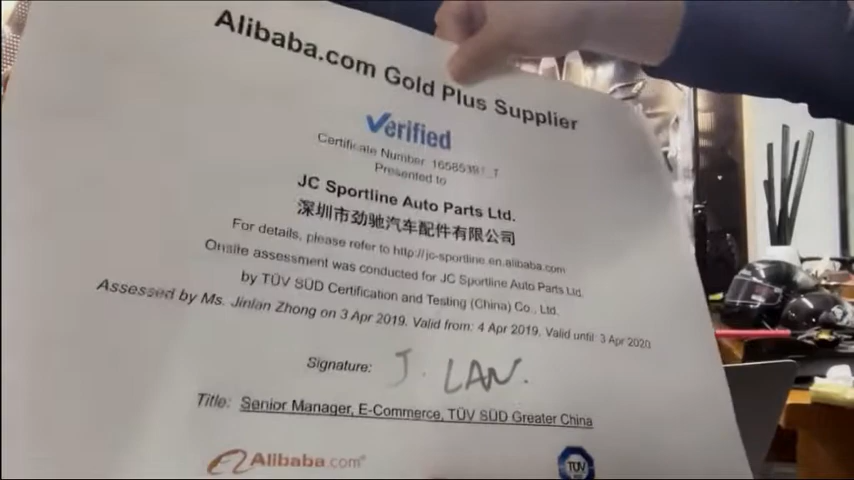 Alibaba.com Gold Plus Supplier
Verified
Certificate Number
Presented to
JC Sportline Auto Parts Ltd.
深圳市劲驰汽车配件有限公司
For details, please refer to http://jc-sportline.en.alibaba.com
Onsite assessment was conducted for JC Sportline Auto Parts Ltd.
by TÜV SÜD Certification and Testing (China) Co., Ltd.
Assessed by Ms. Jinlan Zhong on 3 Apr 2019. Valid from: 4 Apr 2019. Valid until: 3 Apr 2020
Signature: J. LAN.
Title: Senior Manager, E-Commerce, TÜV SÜD Greater China
Alibaba.com
TÜV